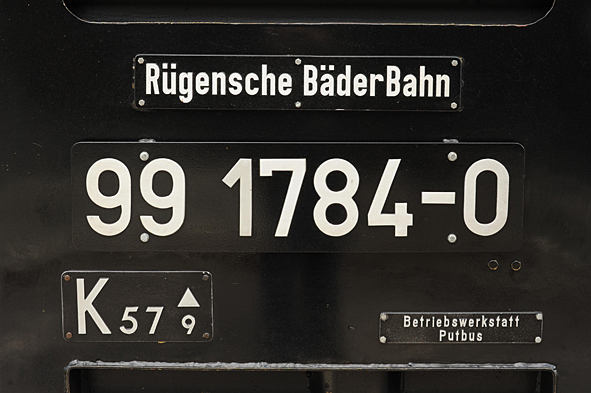 Rügensche BäderBahn
99 1784-0
K 57 9
Betriebswerkstatt
Putbus